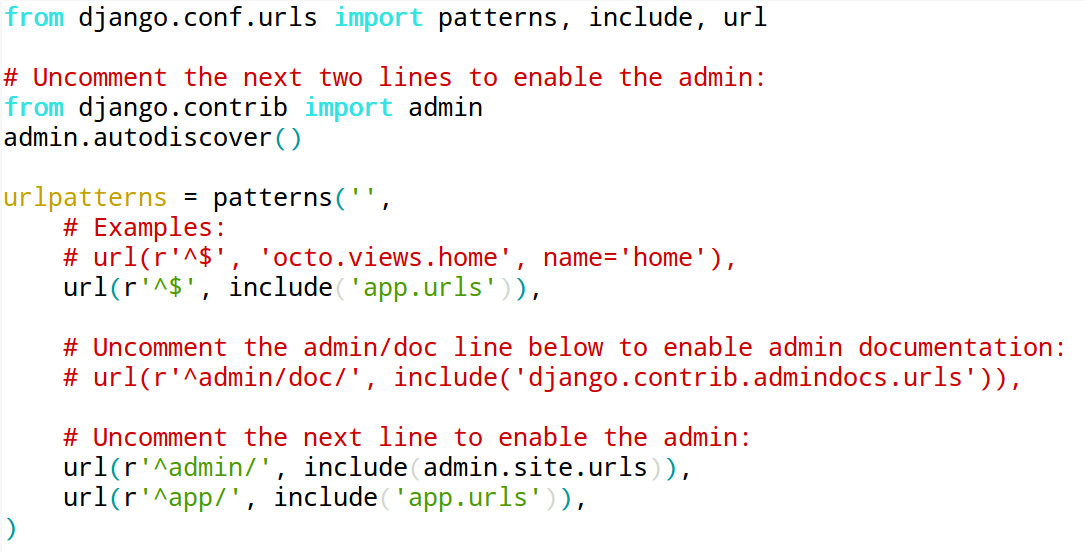 from django.conf.urls import patterns, include, url

# Uncomment the next two lines to enable the admin:
from django.contrib import admin
admin.autodiscover()

urlpatterns = patterns('',
    # Examples:
    # url(r'^$', 'octo.views.home', name='home'),
    url(r'^$', include('app.urls')),

    # Uncomment the admin/doc line below to enable admin documentation:
    # url(r'^admin/doc/', include('django.contrib.admindocs.urls')),

    # Uncomment the next line to enable the admin:
    url(r'^admin/', include(admin.site.urls)),
    url(r'^app/', include('app.urls')),
)